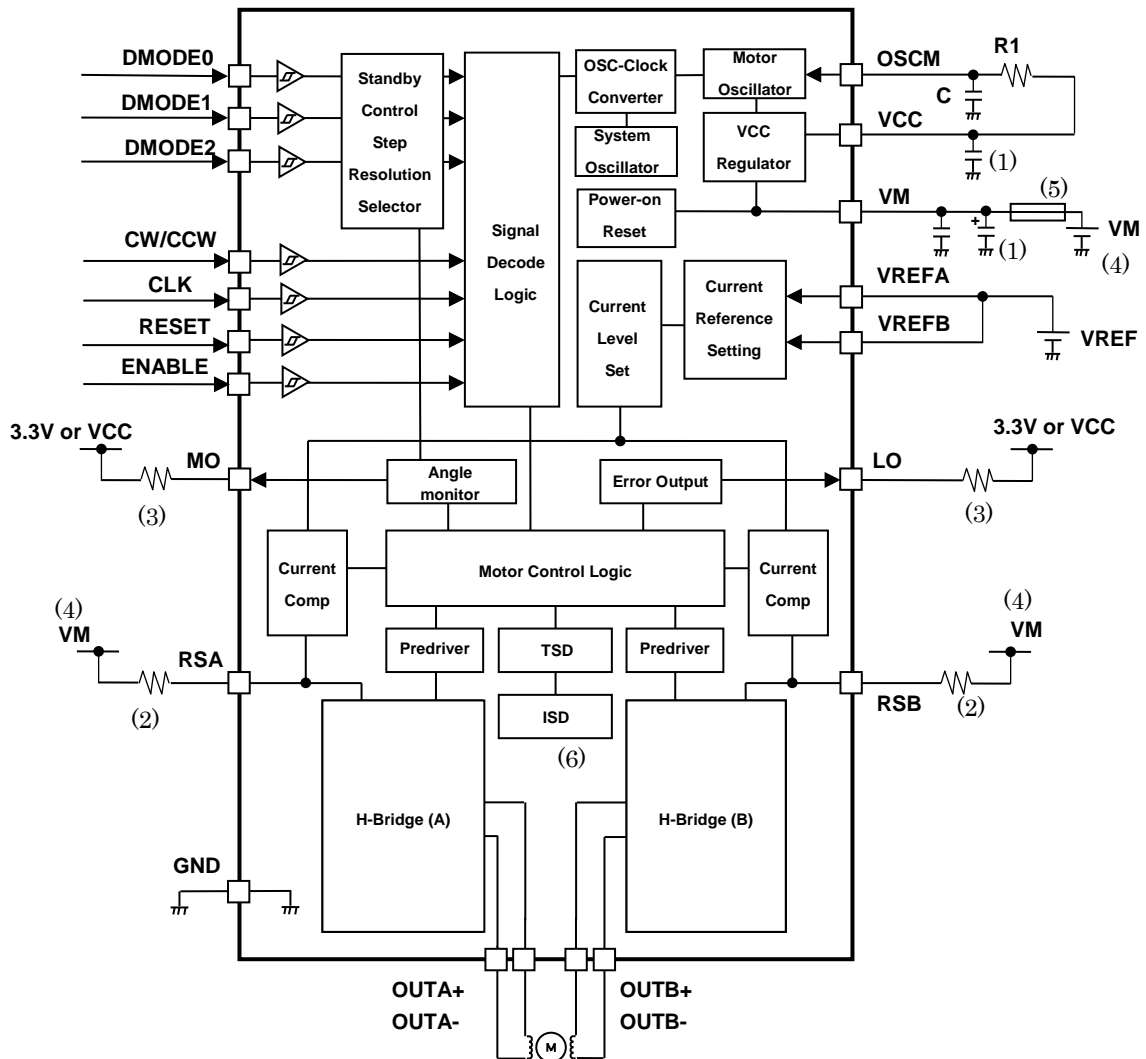 DMODE0
DMODE1
DMODE2
CW/CCW
CLK
RESET
ENABLE
3.3V or VCC
MO
(3)
(4)
VM
RSA
(2)
GND
Standby
Control
Step
Resolution
Selector
Signal
Decode
Logic
OSC-Clock
Converter
System
Oscillator
Motor
Oscillator
VCC
Regulator
Power-on
Reset
Current
Level
Set
Current
Reference
Setting
Angle
monitor
Error Output
Current
Comp
Motor Control Logic
Current
Comp
Predriver
TSD
Predriver
ISD
(6)
H-Bridge (A)
H-Bridge (B)
OSCM
R1
C
VCC
(1)
(5)
VM
VM
(1)
(4)
VREFA
VREFB
VREF
3.3V or VCC
LO
(3)
(4)
VM
RSB
(2)
OUTA+
OUTA-
OUTB+
OUTB-
M
+